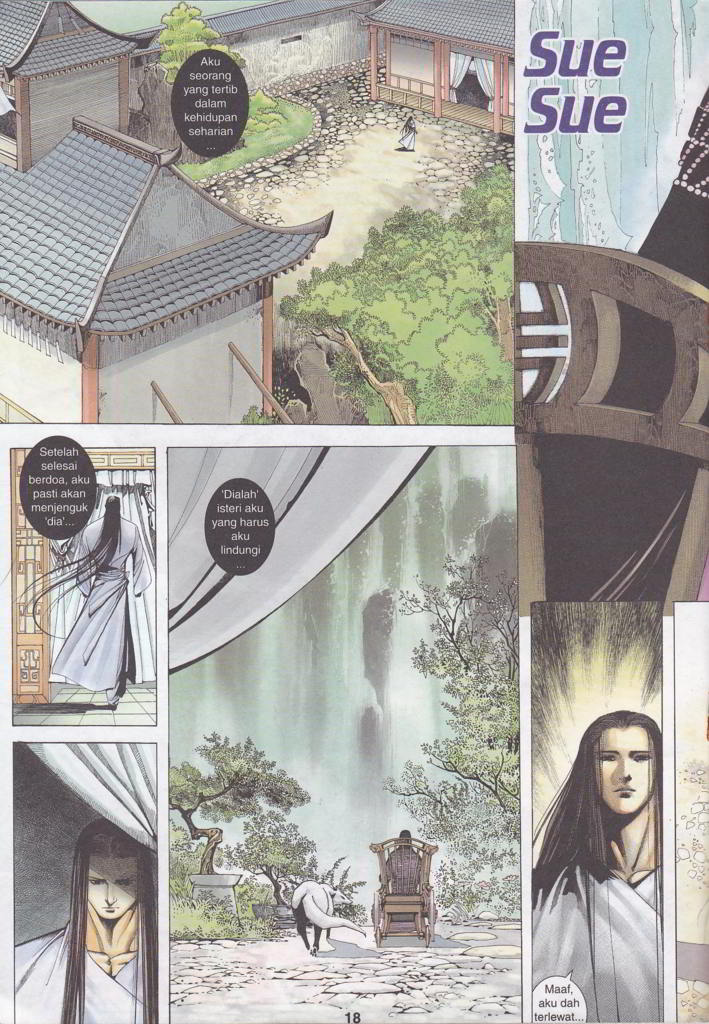 Aku
seorang
yang tertib
dalam
kehidupan
seharian
...
Sue
Sue
Setelah
selesai
berdoa, aku
pasti akan
menjenguk
'dia'...
'Dialah'
isteri aku
yang harus
aku
lindungi
...
Maaf,
aku dah
terlewat...
18